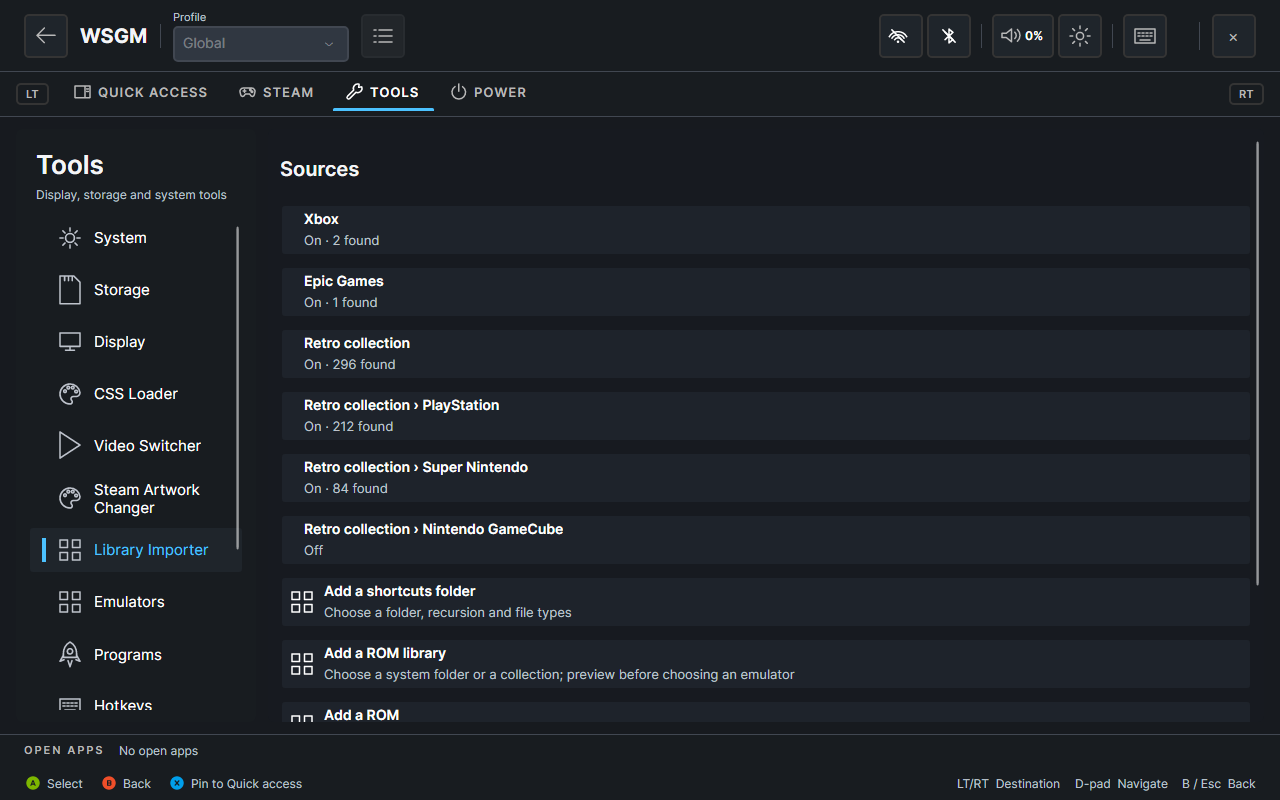 WSGM
Profile
Global
0%
×
LT
QUICK ACCESS
STEAM
TOOLS
POWER
RT
Tools
Display, storage and system tools
System
Storage
Display
CSS Loader
Video Switcher
Steam Artwork
Changer
Library Importer
Emulators
Programs
Hotkeys
Sources
Xbox
On · 2 found
Epic Games
On · 1 found
Retro collection
On · 296 found
Retro collection › PlayStation
On · 212 found
Retro collection › Super Nintendo
On · 84 found
Retro collection › Nintendo GameCube
Off
Add a shortcuts folder
Choose a folder, recursion and file types
Add a ROM library
Choose a system folder or a collection; preview before choosing an emulator
Add a ROM
OPEN APPS No open apps
A Select B Back X Pin to Quick access
LT/RT Destination D-pad Navigate B / Esc Back